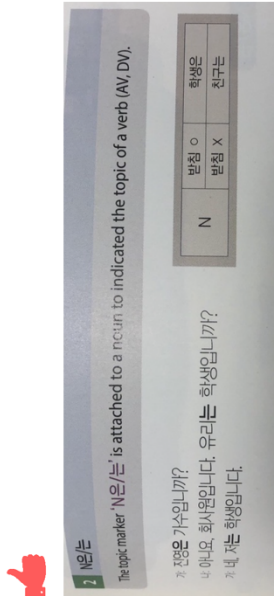 2 N은/는
The topic marker 'N은/는' is attached to a noun to indicated the topic of a verb (AV, DV).
N 받침 ○ 학생은
받침 X 친구는
가: 진영은 가수입니까?
나: 아니요, 회사원입니다. 유리는 학생입니까?
가: 네, 저는 학생입니다.